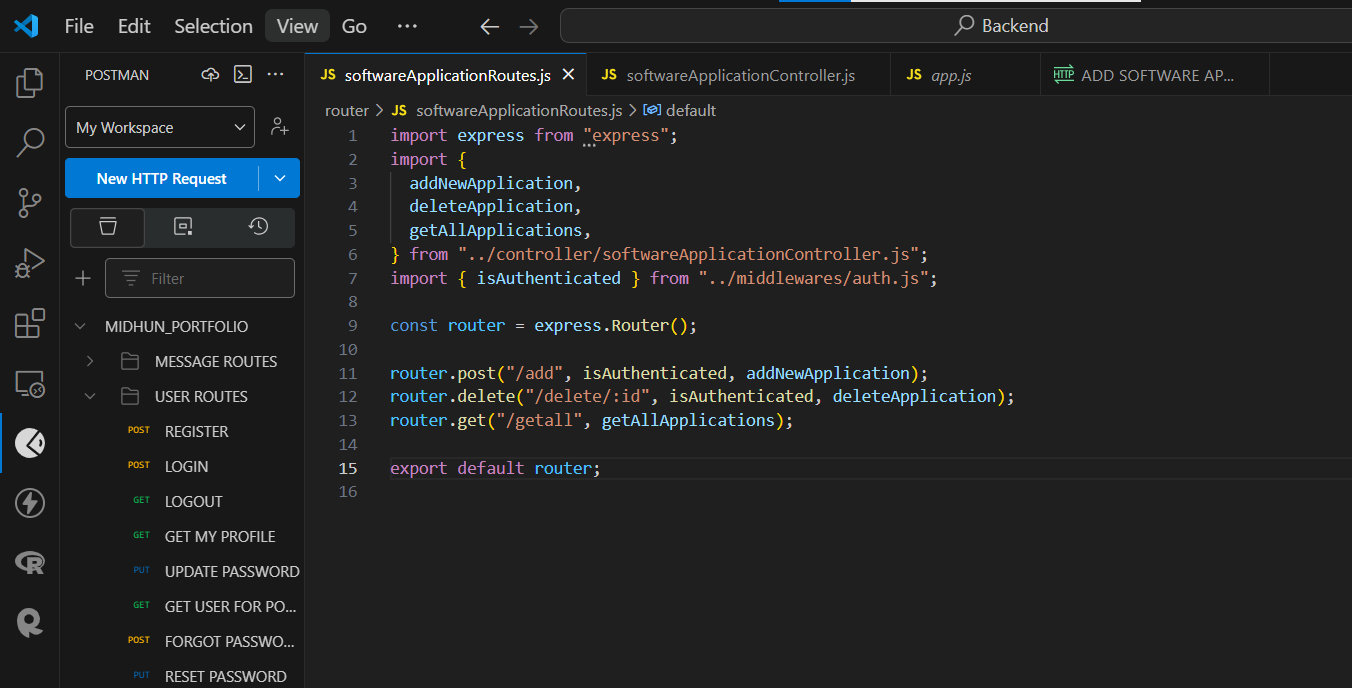 File Edit Selection View Go ··· ← → Backend
POSTMAN ···
My Workspace
New HTTP Request
Filter
MIDHUN_PORTFOLIO
MESSAGE ROUTES
USER ROUTES
POST REGISTER
POST LOGIN
GET LOGOUT
GET GET MY PROFILE
PUT UPDATE PASSWORD
GET GET USER FOR PO...
POST FORGOT PASSWO...
PUT RESET PASSWORD
JS softwareApplicationRoutes.js × JS softwareApplicationController.js JS app.js HTTP ADD SOFTWARE AP...
router > JS softwareApplicationRoutes.js > default
1 import express from "express";
2 import {
3   addNewApplication,
4   deleteApplication,
5   getAllApplications,
6 } from "../controller/softwareApplicationController.js";
7 import { isAuthenticated } from "../middlewares/auth.js";
8
9 const router = express.Router();
10
11 router.post("/add", isAuthenticated, addNewApplication);
12 router.delete("/delete/:id", isAuthenticated, deleteApplication);
13 router.get("/getall", getAllApplications);
14
15 export default router;
16